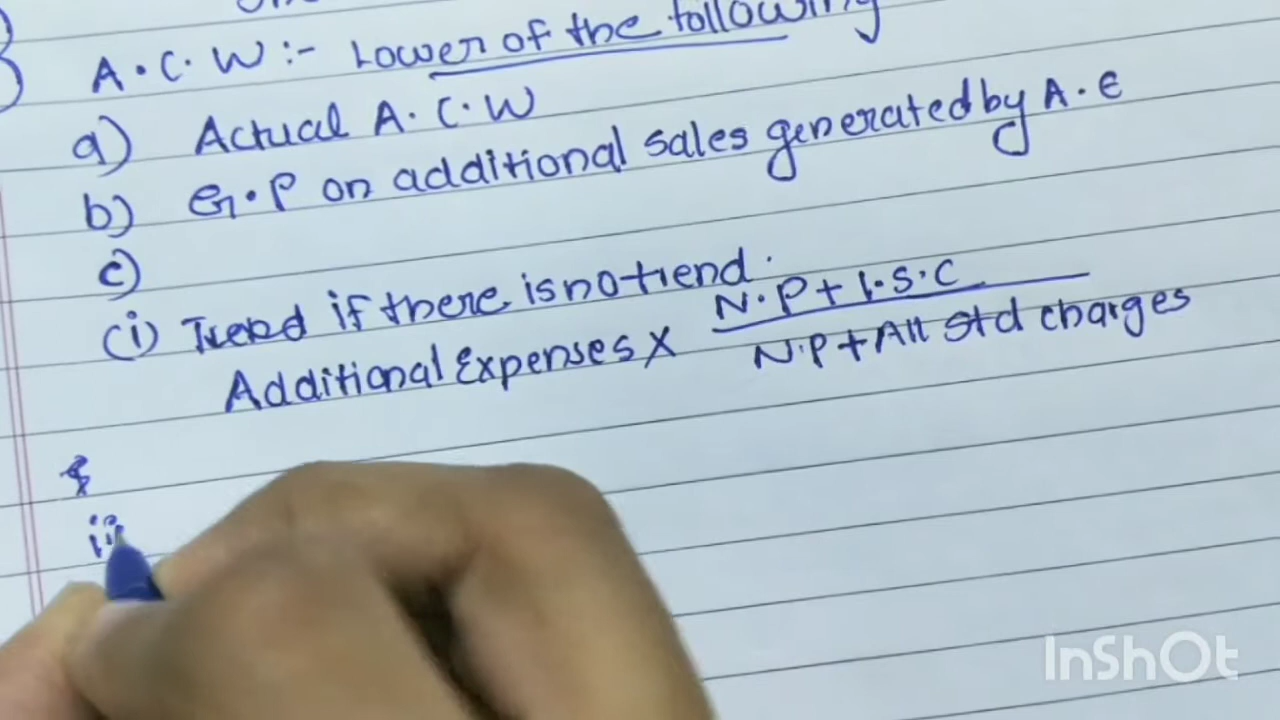 A.C.W :- Lower of the following
a) Actual A.C.W
b) G.P on additional sales generated by A.E
c)
(i) Trend if there is no trend.
Additional Expenses X N.P + I.S.C
N.P + All std charges
$
ii
InShOt